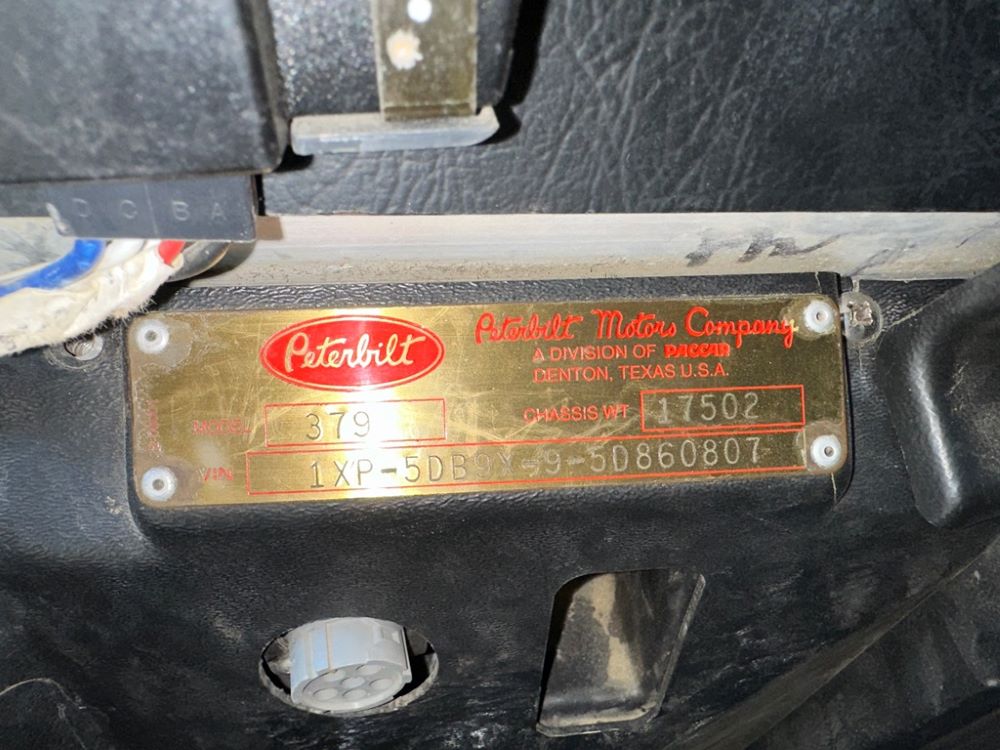 D C B A
Peterbilt
Peterbilt Motors Company
A DIVISION OF PACCAR
DENTON, TEXAS U.S.A.
MODEL 379
CHASSIS WT 17502
VIN 1XP-5DB9X-9-5D860807